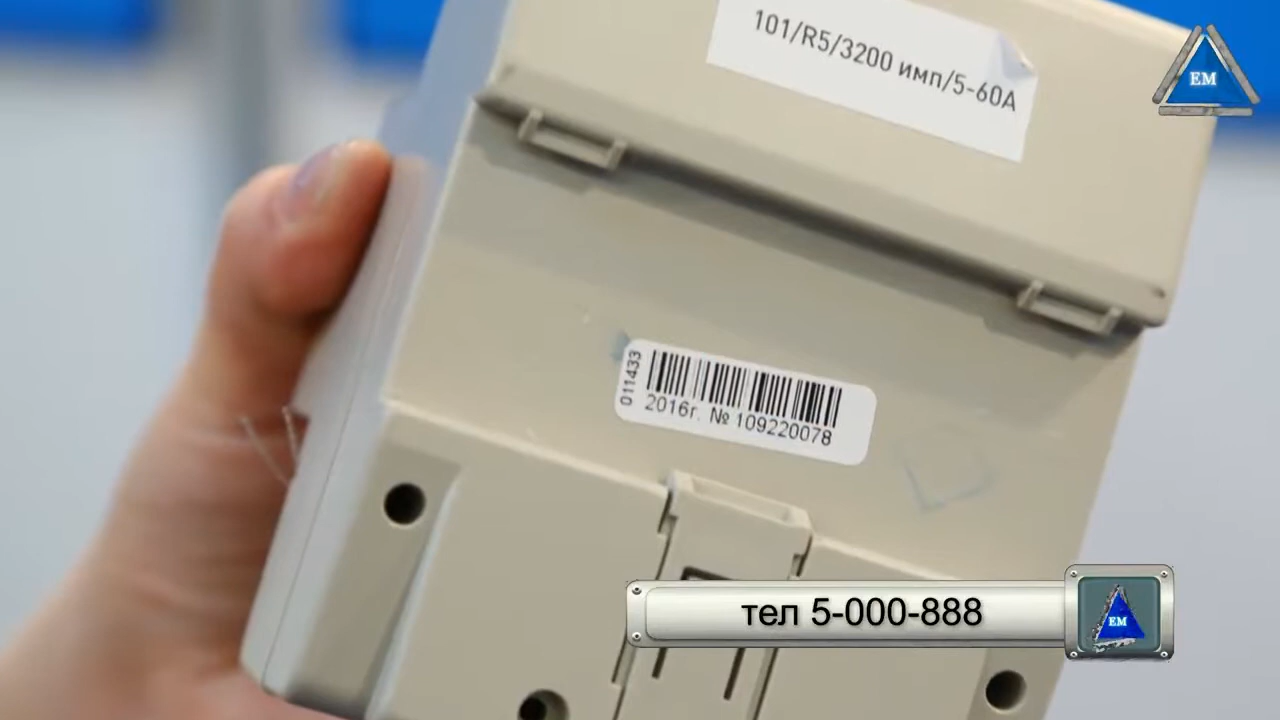 101/R5/3200 имп/5-60А
EM
011433
2016г. № 109220078
тел 5-000-888
EM